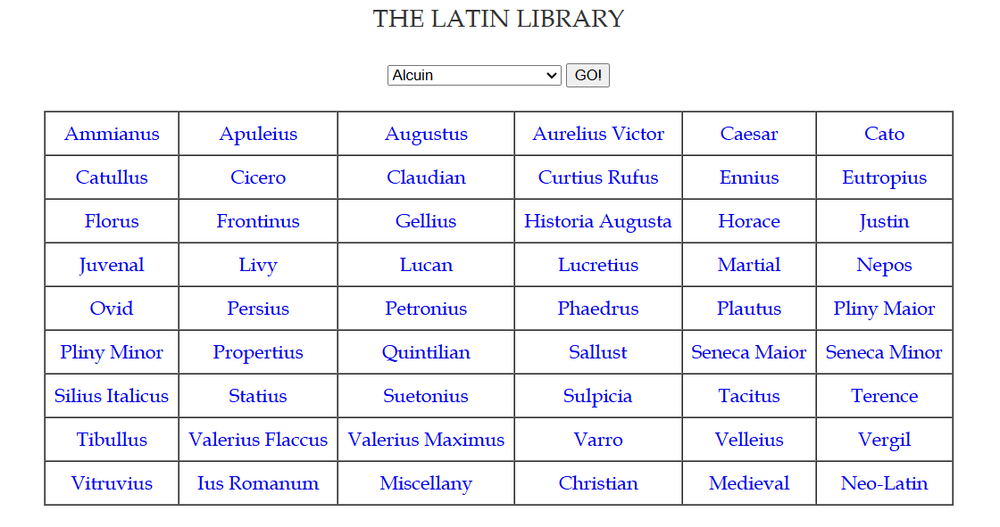 THE LATIN LIBRARY
Alcuin GO!
Ammianus Apuleius Augustus Aurelius Victor Caesar Cato
Catullus Cicero Claudian Curtius Rufus Ennius Eutropius
Florus Frontinus Gellius Historia Augusta Horace Justin
Juvenal Livy Lucan Lucretius Martial Nepos
Ovid Persius Petronius Phaedrus Plautus Pliny Maior
Pliny Minor Propertius Quintilian Sallust Seneca Maior Seneca Minor
Silius Italicus Statius Suetonius Sulpicia Tacitus Terence
Tibullus Valerius Flaccus Valerius Maximus Varro Velleius Vergil
Vitruvius Ius Romanum Miscellany Christian Medieval Neo-Latin